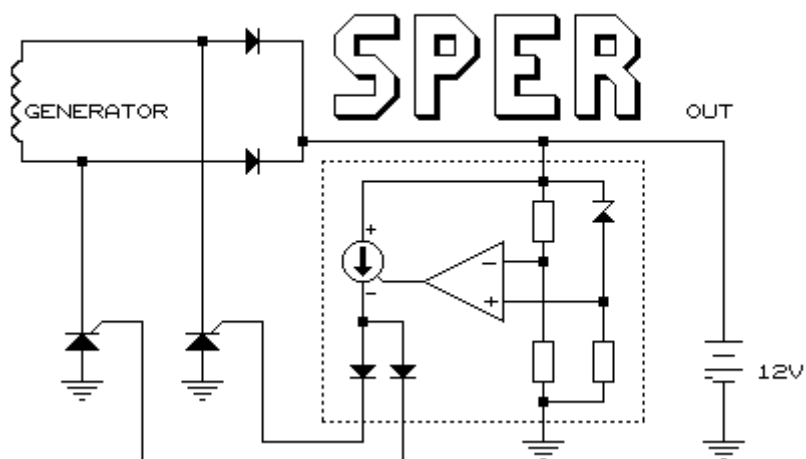 SPER
GENERATOR
OUT
+
−
−
+
12V